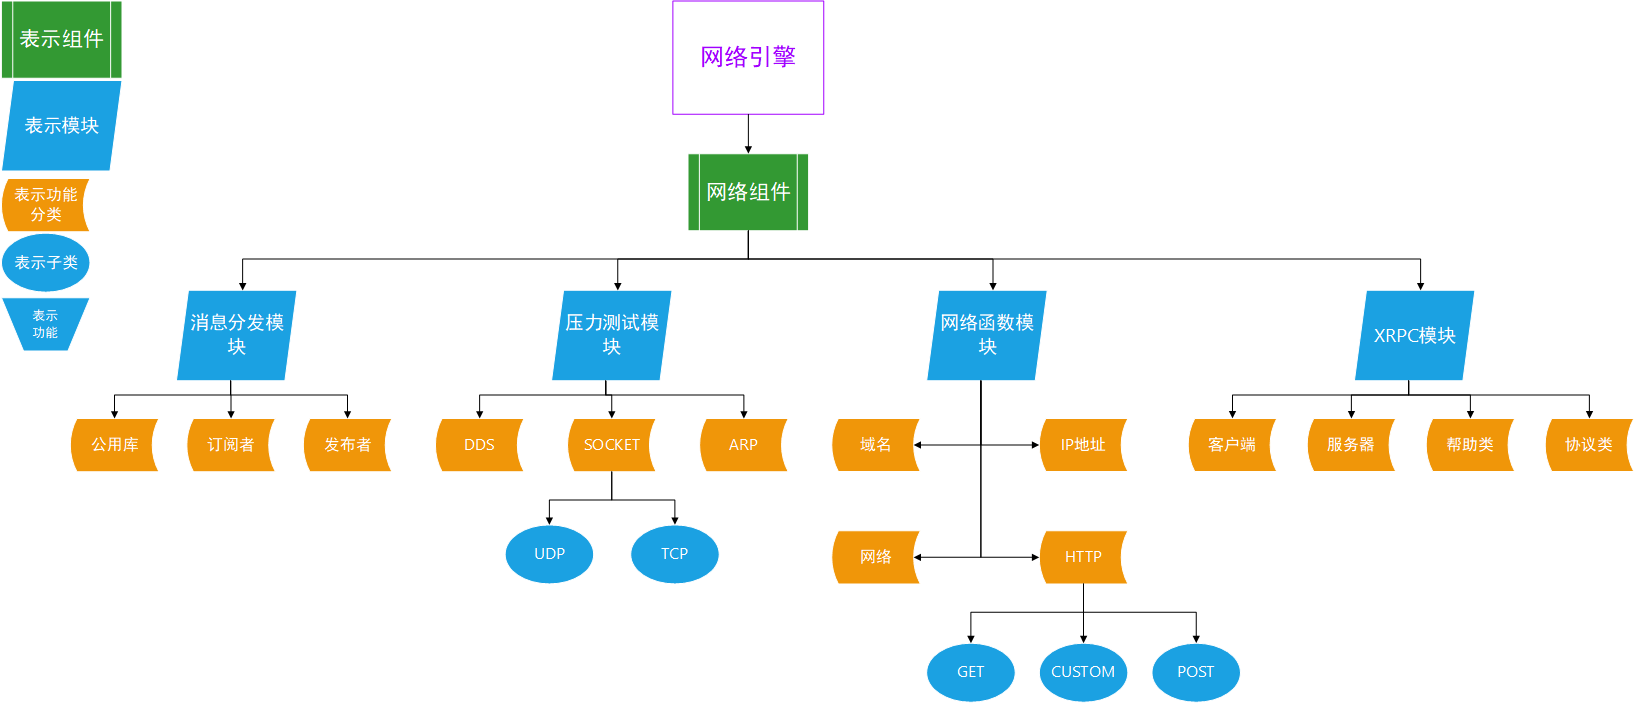 表示组件
表示模块
表示功能
分类
表示子类
表示
功能
网络引擎
网络组件
消息分发模
块
压力测试模
块
网络函数模
块
XRPC模块
公用库
订阅者
发布者
DDS
SOCKET
ARP
域名
IP地址
客户端
服务器
帮助类
协议类
UDP
TCP
网络
HTTP
GET
CUSTOM
POST